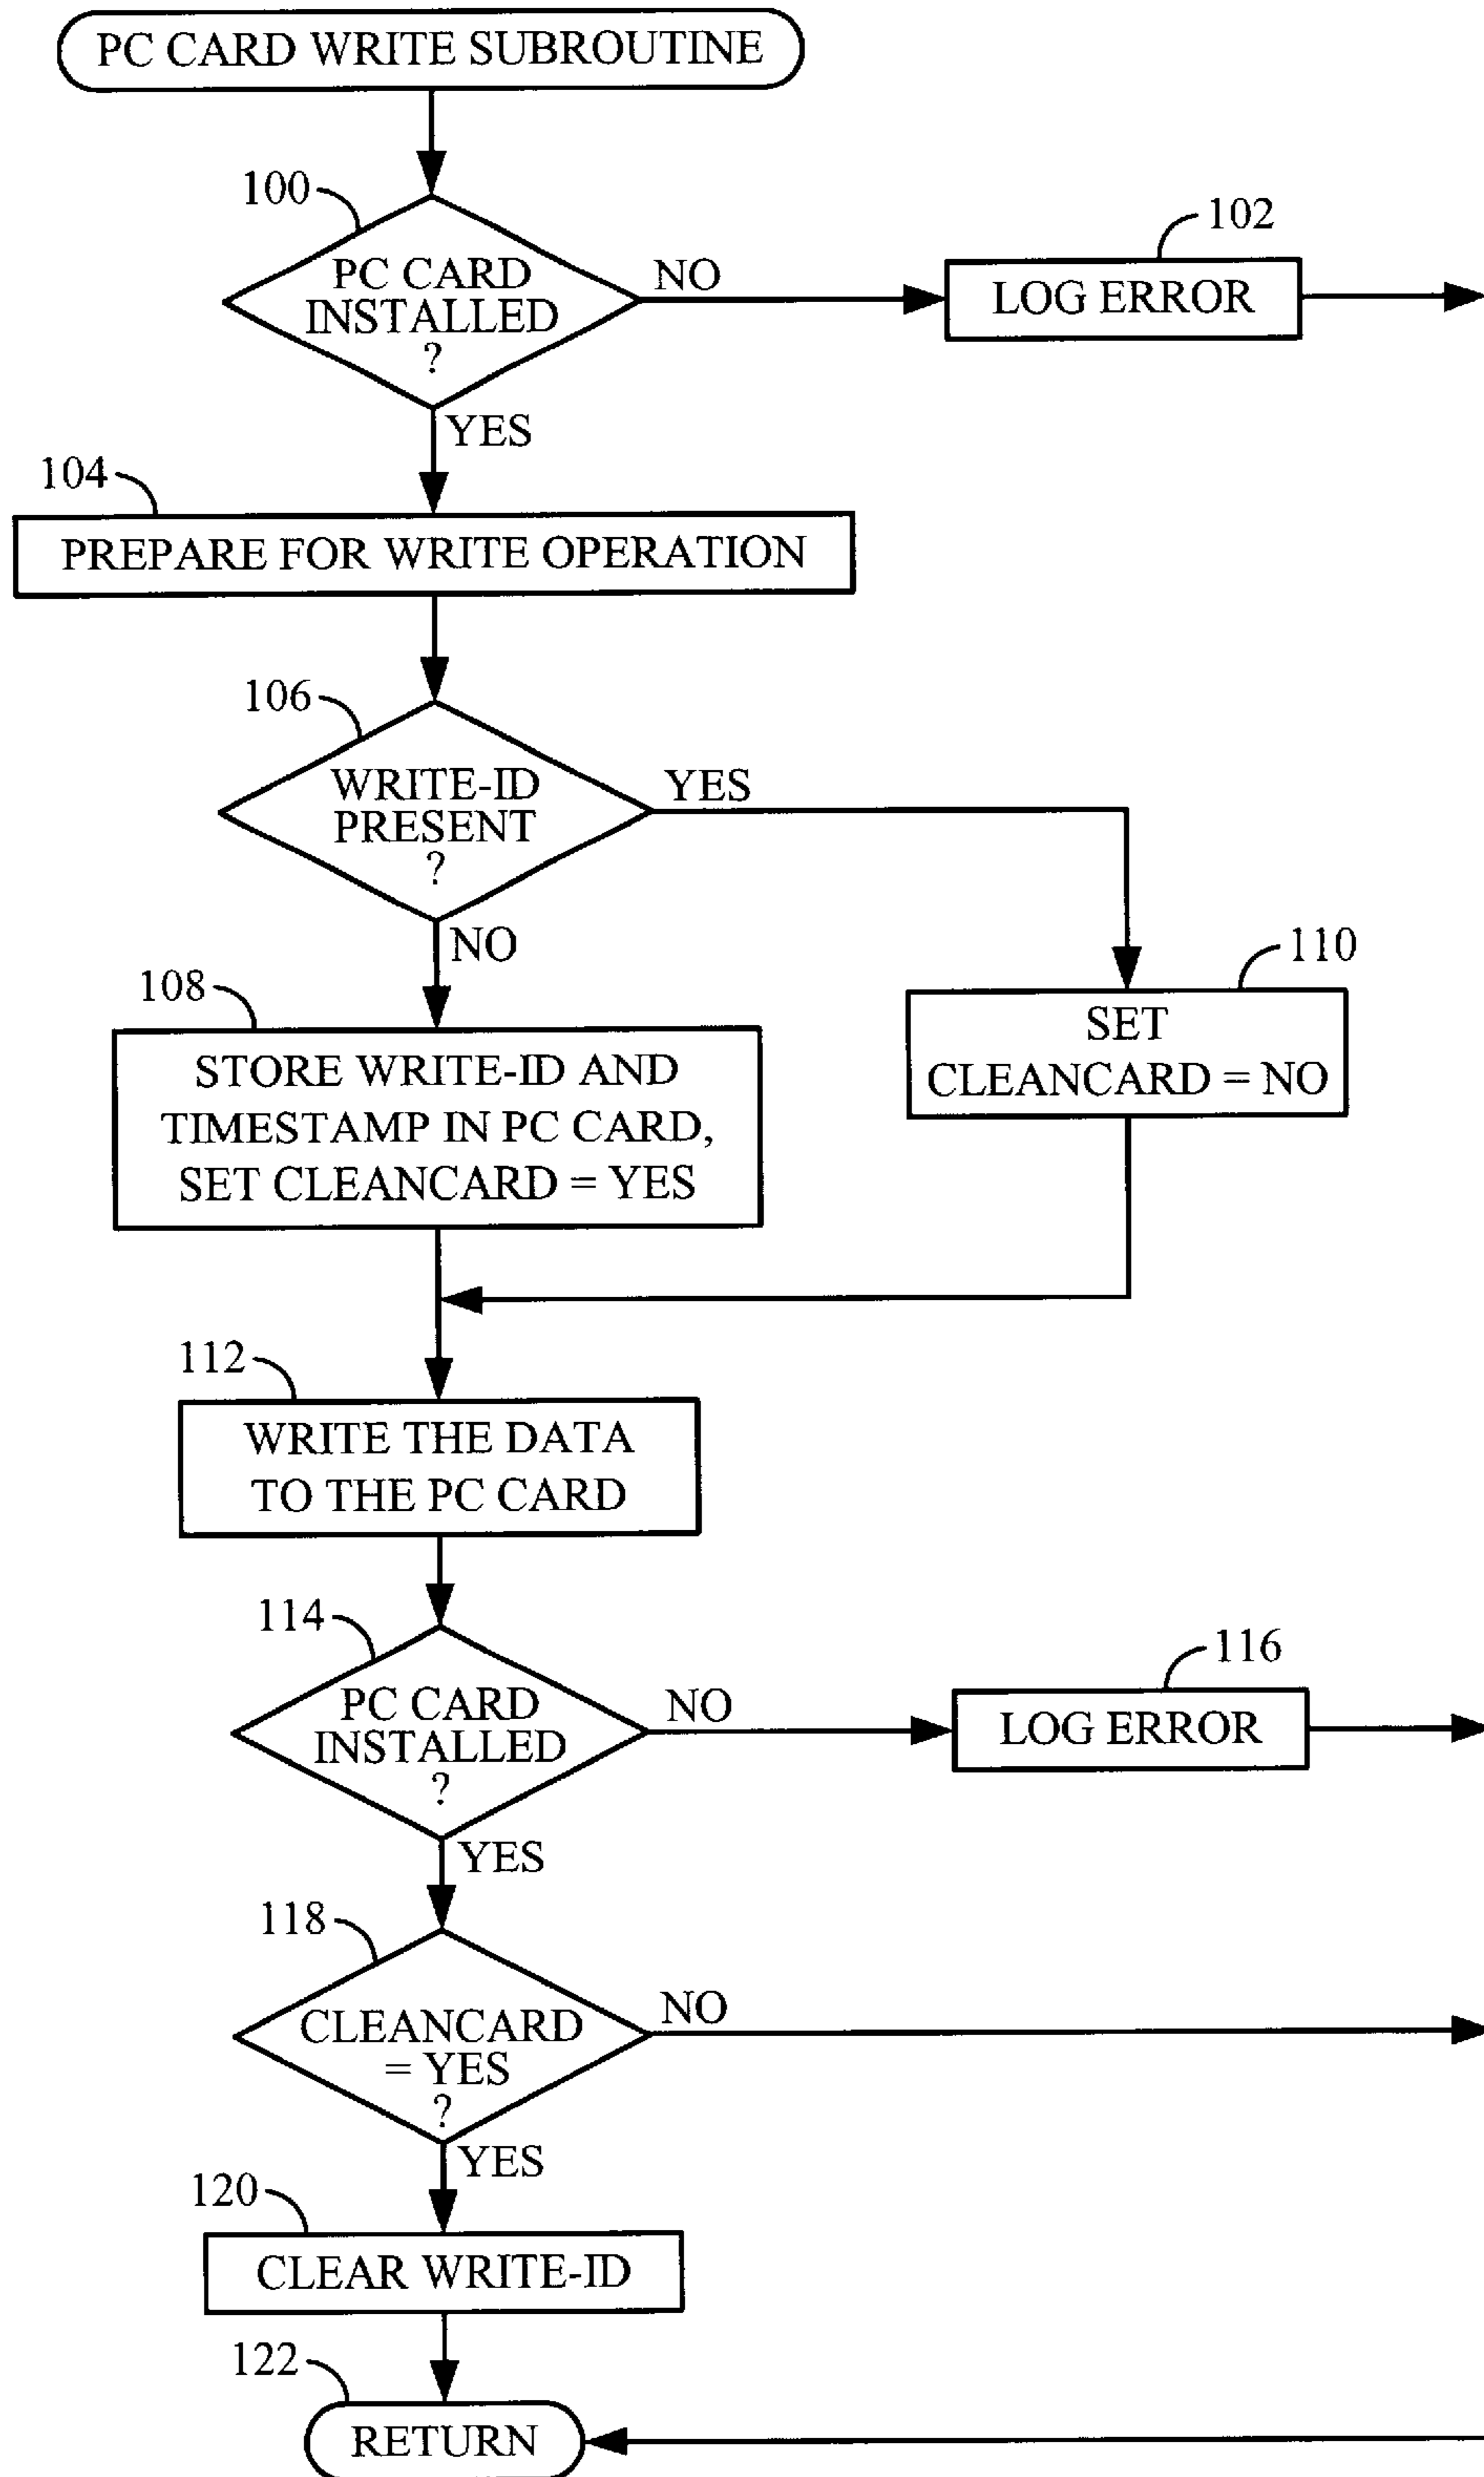 PC CARD WRITE SUBROUTINE
100
PC CARD
INSTALLED
?
NO
102
LOG ERROR
YES
104
PREPARE FOR WRITE OPERATION
106
WRITE-ID
PRESENT
?
YES
NO
110
SET
CLEANCARD = NO
108
STORE WRITE-ID AND
TIMESTAMP IN PC CARD,
SET CLEANCARD = YES
112
WRITE THE DATA
TO THE PC CARD
114
PC CARD
INSTALLED
?
NO
116
LOG ERROR
YES
118
CLEANCARD
= YES
?
NO
YES
120
CLEAR WRITE-ID
122
RETURN